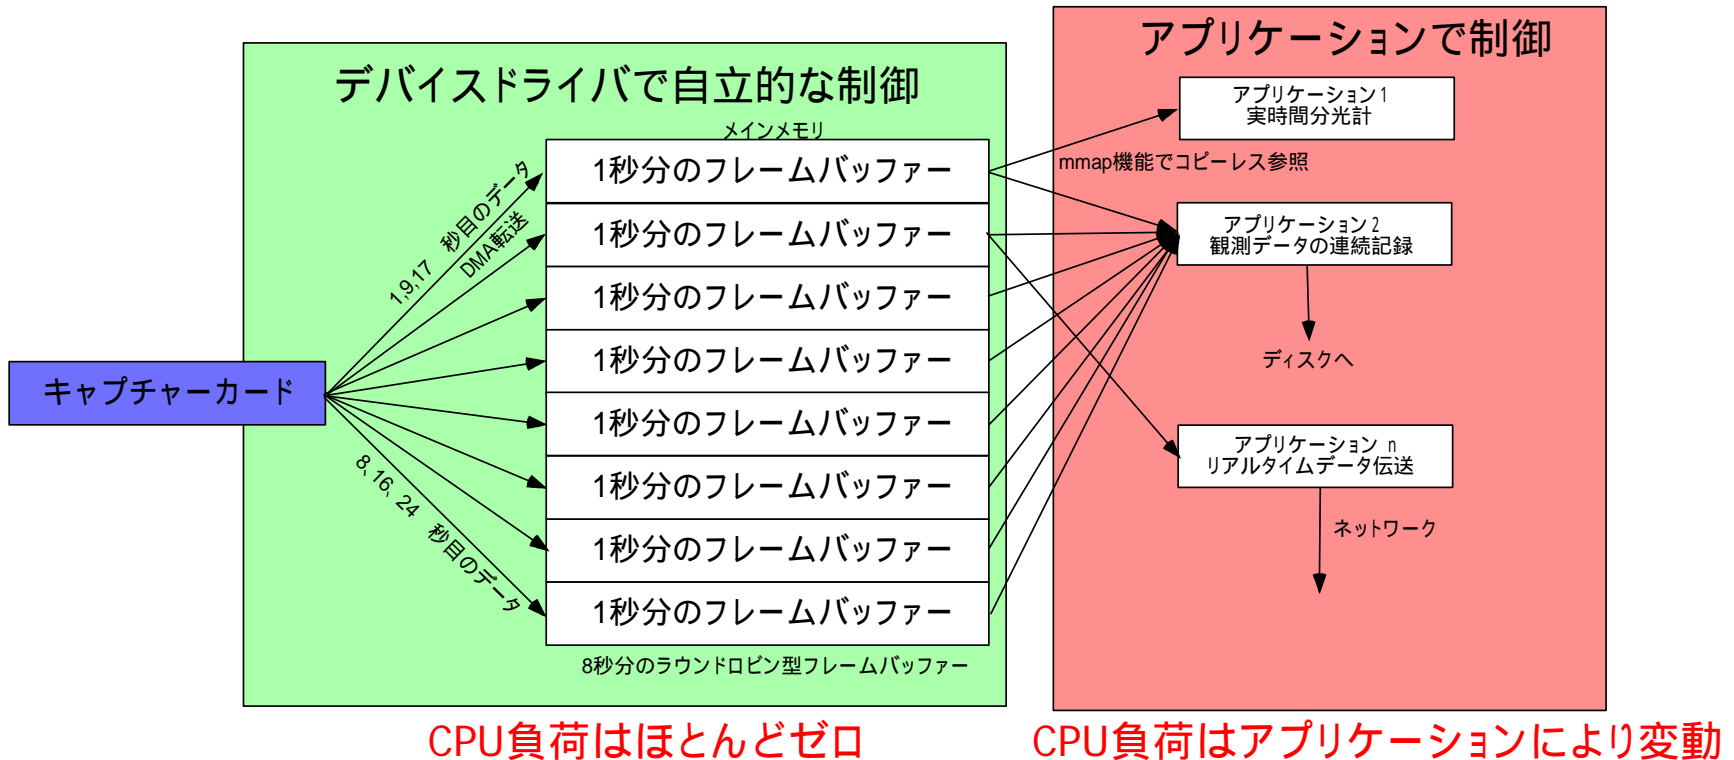 デバイスドライバで自立的な制御
メインメモリ
1秒分のフレームバッファー
1秒分のフレームバッファー
1秒分のフレームバッファー
1秒分のフレームバッファー
1秒分のフレームバッファー
1秒分のフレームバッファー
1秒分のフレームバッファー
1秒分のフレームバッファー
8秒分のラウンドロビン型フレームバッファー
1,9,17 秒目のデータ
DMA転送
キャプチャーカード
8、16、24 秒目のデータ
CPU負荷はほとんどゼロ
アプリケーションで制御
アプリケーション1
実時間分光計
mmap機能でコピーレス参照
アプリケーション2
観測データの連続記録
ディスクへ
アプリケーション n
リアルタイムデータ伝送
ネットワーク
CPU負荷はアプリケーションにより変動